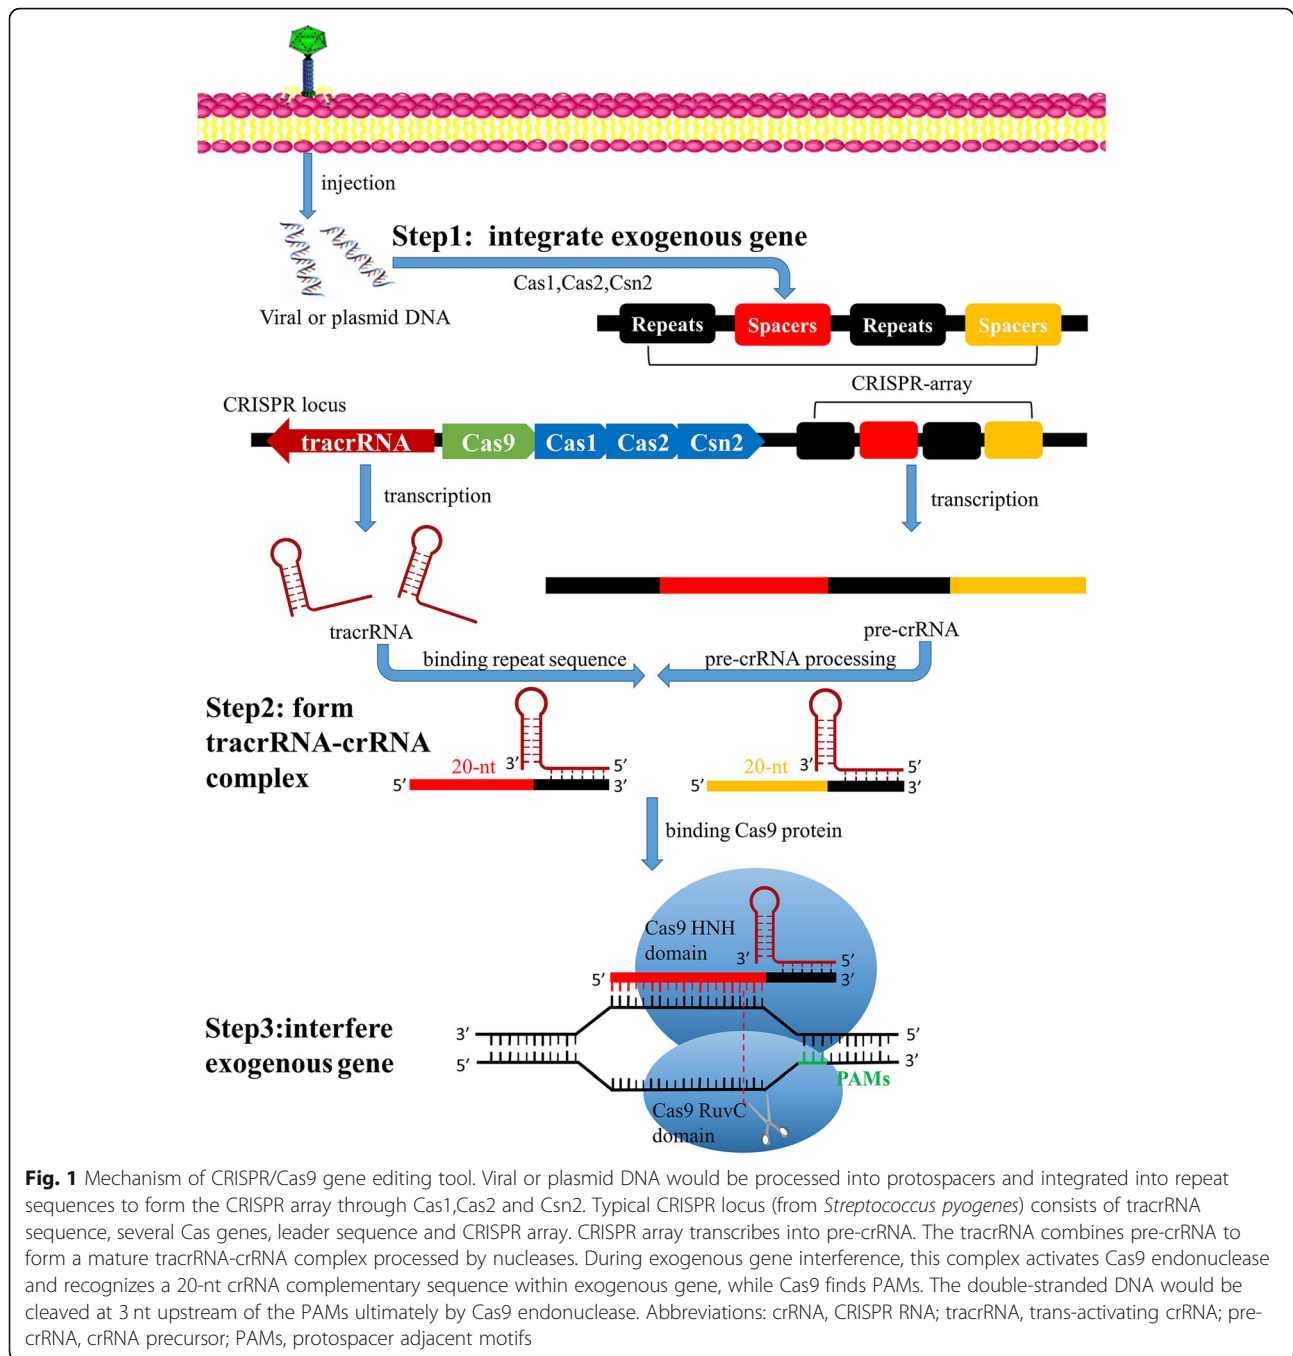 injection
Step1: integrate exogenous gene
Cas1,Cas2,Csn2
Viral or plasmid DNA
Repeats Spacers Repeats Spacers
CRISPR-array
CRISPR locus
tracrRNA Cas9 Cas1 Cas2 Csn2
transcription
transcription
tracrRNA
pre-crRNA
binding repeat sequence
pre-crRNA processing
Step2: form
tracrRNA-crRNA
complex
20-nt 3’ 5’
5’ 3’
20-nt 3’ 5’
5’ 3’
binding Cas9 protein
Cas9 HNH
domain
3’ 5’
5’ 3’
Step3:interfere
exogenous gene
3’ 5’
5’ 3’
PAMs
Cas9 RuvC
domain
Fig. 1 Mechanism of CRISPR/Cas9 gene editing tool. Viral or plasmid DNA would be processed into protospacers and integrated into repeat
sequences to form the CRISPR array through Cas1,Cas2 and Csn2. Typical CRISPR locus (from Streptococcus pyogenes) consists of tracrRNA
sequence, several Cas genes, leader sequence and CRISPR array. CRISPR array transcribes into pre-crRNA. The tracrRNA combines pre-crRNA to
form a mature tracrRNA-crRNA complex processed by nucleases. During exogenous gene interference, this complex activates Cas9 endonuclease
and recognizes a 20-nt crRNA complementary sequence within exogenous gene, while Cas9 finds PAMs. The double-stranded DNA would be
cleaved at 3 nt upstream of the PAMs ultimately by Cas9 endonuclease. Abbreviations: crRNA, CRISPR RNA; tracrRNA, trans-activating crRNA; pre-
crRNA, crRNA precursor; PAMs, protospacer adjacent motifs